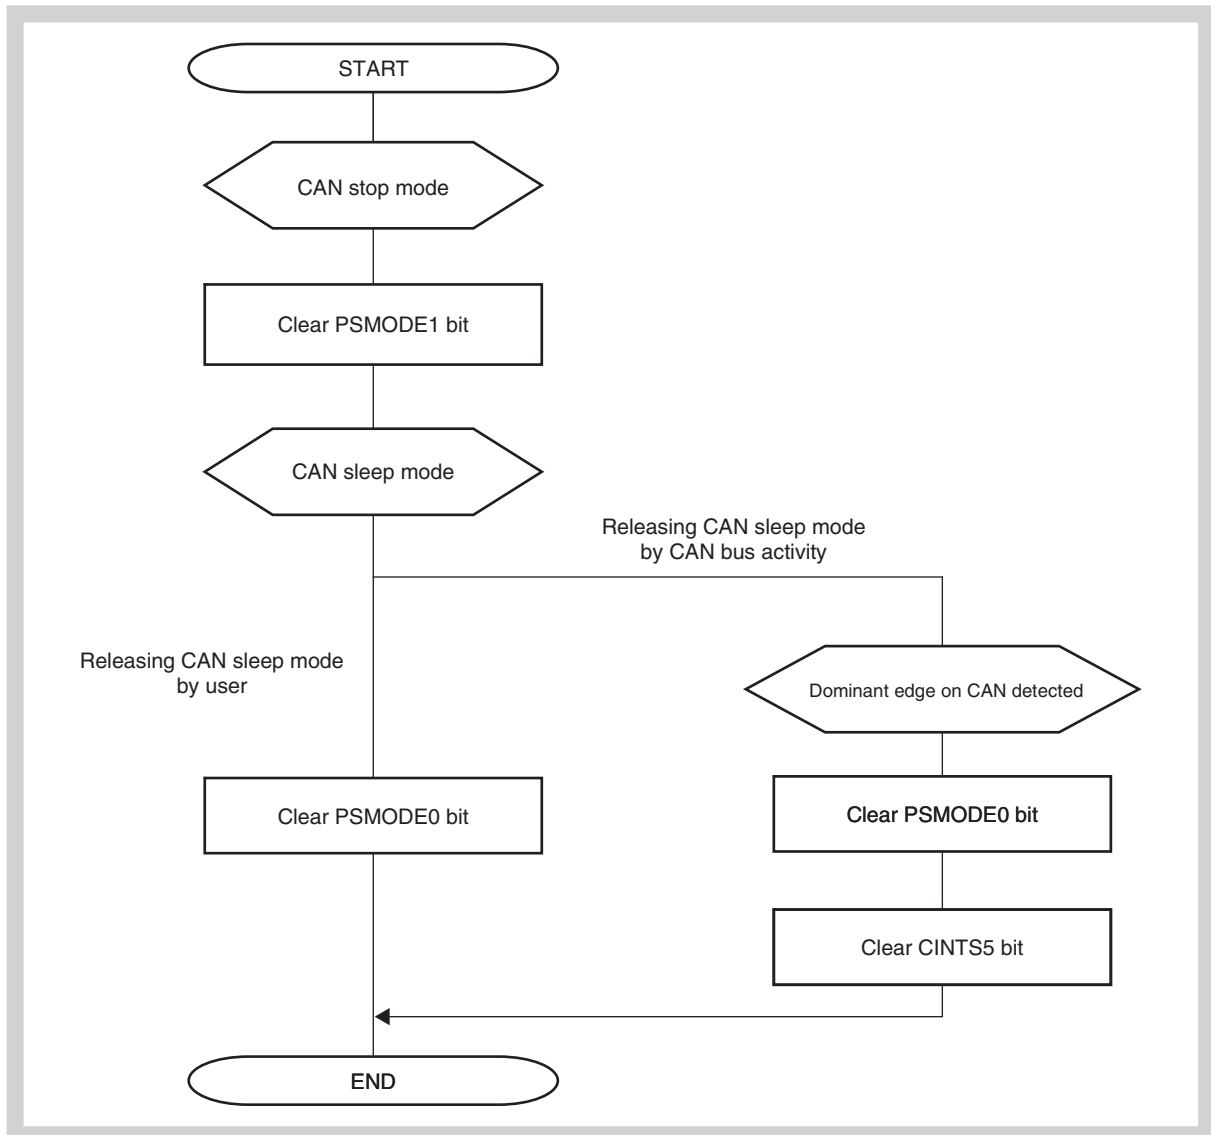 START
CAN stop mode
Clear PSMODE1 bit
CAN sleep mode
Releasing CAN sleep mode
by CAN bus activity
Releasing CAN sleep mode
by user
Dominant edge on CAN detected
Clear PSMODE0 bit
Clear PSMODE0 bit
Clear CINTS5 bit
END